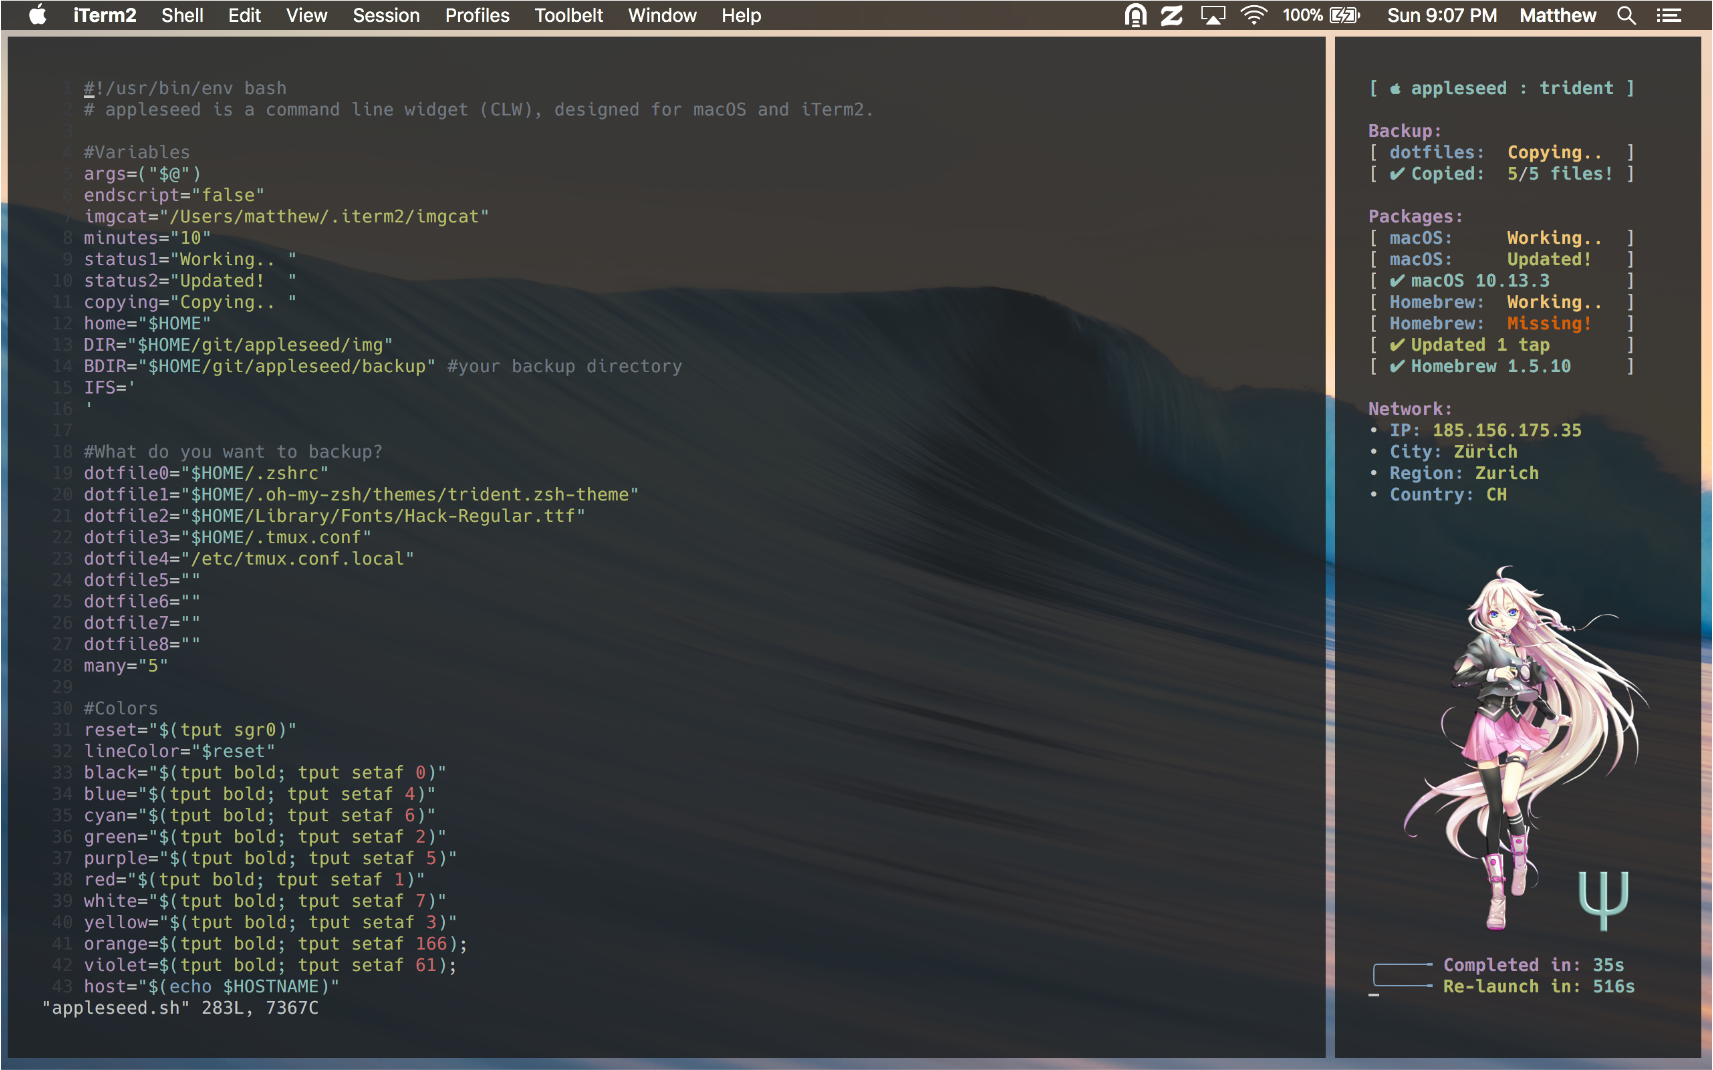 iTerm2 Shell Edit View Session Profiles Toolbelt Window Help 100% Sun 9:07 PM Matthew
1 #!/usr/bin/env bash
2 # appleseed is a command line widget (CLW), designed for macOS and iTerm2.
3
4 #Variables
5 args=("$@")
6 endscript="false"
7 imgcat="/Users/matthew/.iterm2/imgcat"
8 minutes="10"
9 status1="Working.. "
10 status2="Updated!  "
11 copying="Copying.. "
12 home="$HOME"
13 DIR="$HOME/git/appleseed/img"
14 BDIR="$HOME/git/appleseed/backup" #your backup directory
15 IFS='
16 '
17
18 #What do you want to backup?
19 dotfile0="$HOME/.zshrc"
20 dotfile1="$HOME/.oh-my-zsh/themes/trident.zsh-theme"
21 dotfile2="$HOME/Library/Fonts/Hack-Regular.ttf"
22 dotfile3="$HOME/.tmux.conf"
23 dotfile4="/etc/tmux.conf.local"
24 dotfile5=""
25 dotfile6=""
26 dotfile7=""
27 dotfile8=""
28 many="5"
29
30 #Colors
31 reset="$(tput sgr0)"
32 lineColor="$reset"
33 black="$(tput bold; tput setaf 0)"
34 blue="$(tput bold; tput setaf 4)"
35 cyan="$(tput bold; tput setaf 6)"
36 green="$(tput bold; tput setaf 2)"
37 purple="$(tput bold; tput setaf 5)"
38 red="$(tput bold; tput setaf 1)"
39 white="$(tput bold; tput setaf 7)"
40 yellow="$(tput bold; tput setaf 3)"
41 orange=$(tput bold; tput setaf 166);
42 violet=$(tput bold; tput setaf 61);
43 host="$(echo $HOSTNAME)"
"appleseed.sh" 283L, 7367C
[ appleseed : trident ]
Backup:
[ dotfiles: Copying.. ]
[ ✔ Copied: 5/5 files! ]
Packages:
[ macOS: Working.. ]
[ macOS: Updated! ]
[ ✔ macOS 10.13.3 ]
[ Homebrew: Working.. ]
[ Homebrew: Missing! ]
[ ✔ Updated 1 tap ]
[ ✔ Homebrew 1.5.10 ]
Network:
• IP: 185.156.175.35
• City: Zürich
• Region: Zurich
• Country: CH
Completed in: 35s
Re-launch in: 516s